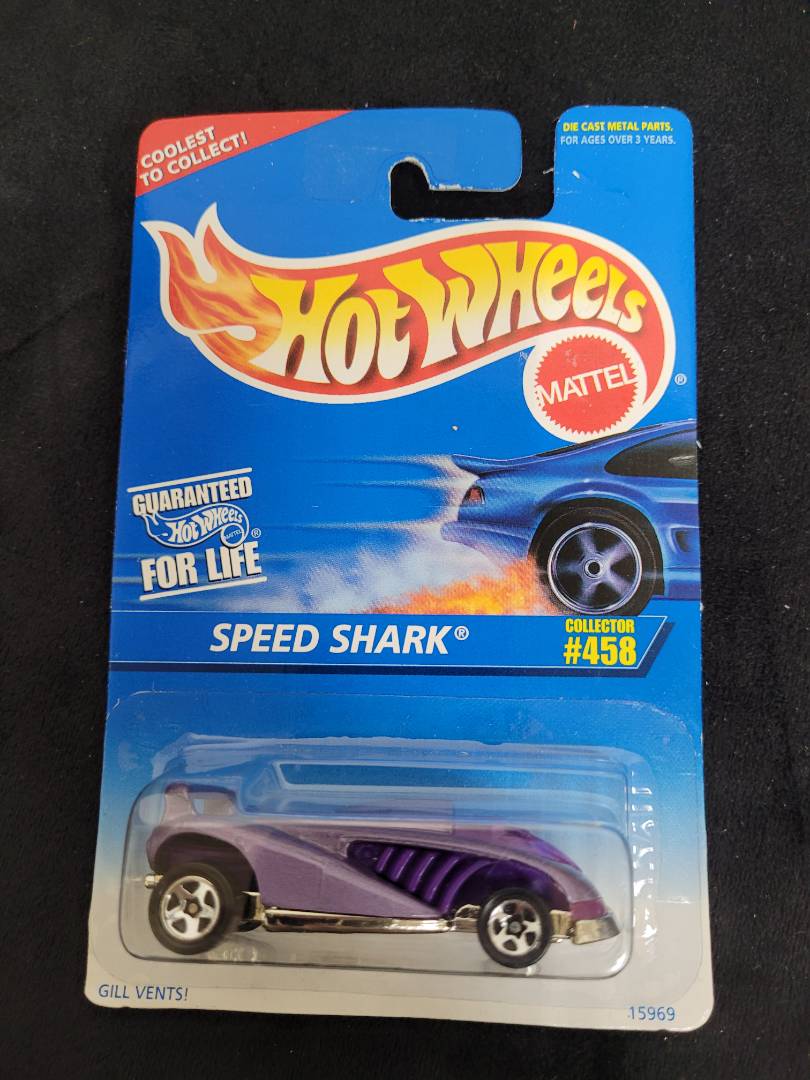 COOLEST
TO COLLECT!
DIE CAST METAL PARTS.
FOR AGES OVER 3 YEARS.
HOT WHEELS
MATTEL
®
GUARANTEED
HOT WHEELS
MATTEL
®
FOR LIFE
SPEED SHARK®
COLLECTOR
#458
GILL VENTS!
15969